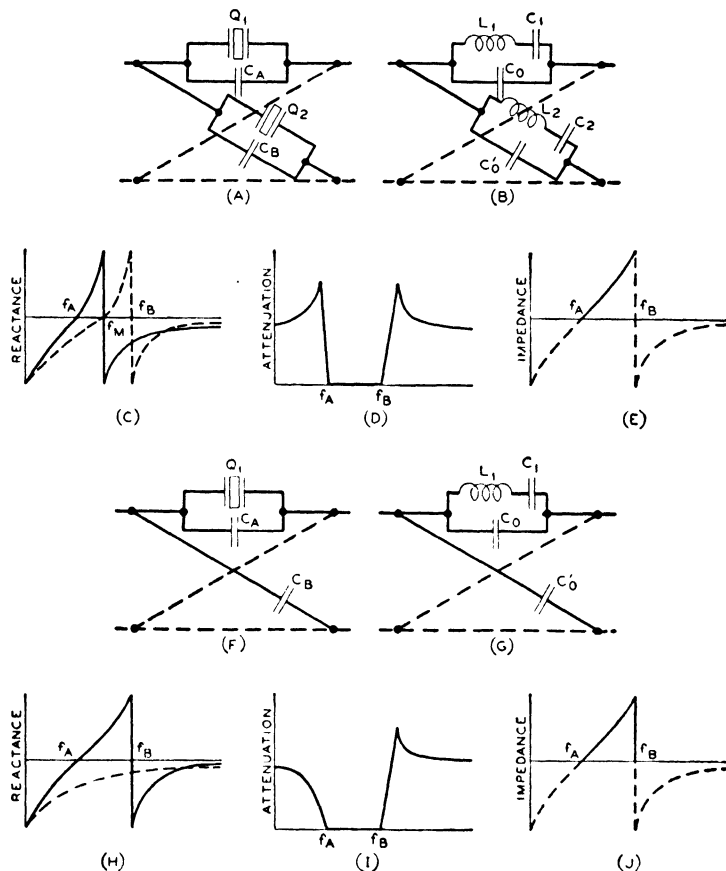 Q1
CA
Q2
CB
(A)
L1 C1
C0
L2
C2
C'0
(B)
REACTANCE
fA
fM
fB
(C)
ATTENUATION
fA fB
(D)
IMPEDANCE
fA
fB
(E)
Q1
CA
CB
(F)
L1 C1
C0
C'0
(G)
REACTANCE
fA
fB
(H)
ATTENUATION
fA fB
(I)
IMPEDANCE
fA
fB
(J)